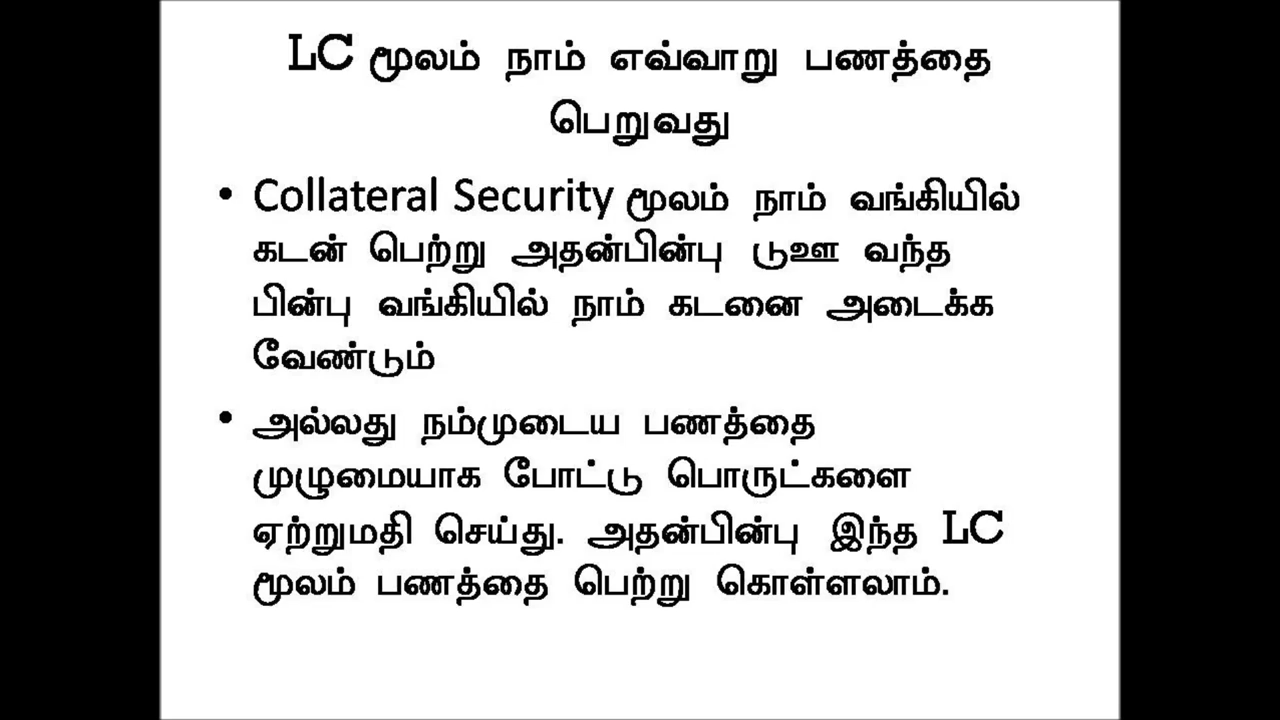 LC மூலம் நாம் எவ்வாறு பணத்தை
பெறுவது
• Collateral Security மூலம் நாம் வங்கியில்
கடன் பெற்று அதன்பின்பு டுஊ வந்த
பின்பு வங்கியில் நாம் கடனை அடைக்க
வேண்டும்
• அல்லது நம்முடைய பணத்தை
முழுமையாக போட்டு பொருட்களை
ஏற்றுமதி செய்து. அதன்பின்பு இந்த LC
மூலம் பணத்தை பெற்று கொள்ளலாம்.